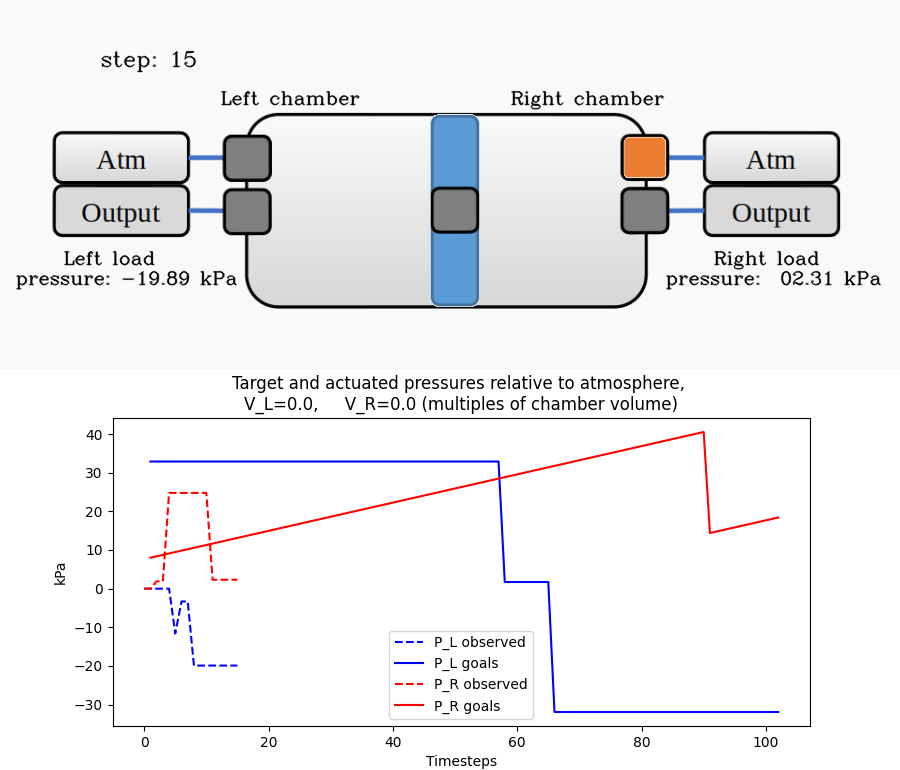 step: 15
Left chamber
Right chamber
Atm
Atm
Output
Output
Left load
pressure: −19.89 kPa
Right load
pressure: 02.31 kPa
Target and actuated pressures relative to atmosphere,
V_L=0.0, V_R=0.0 (multiples of chamber volume)
40
30
20
10
0
−10
−20
−30
kPa
P_L observed
P_L goals
P_R observed
P_R goals
0 20 40 60 80 100
Timesteps